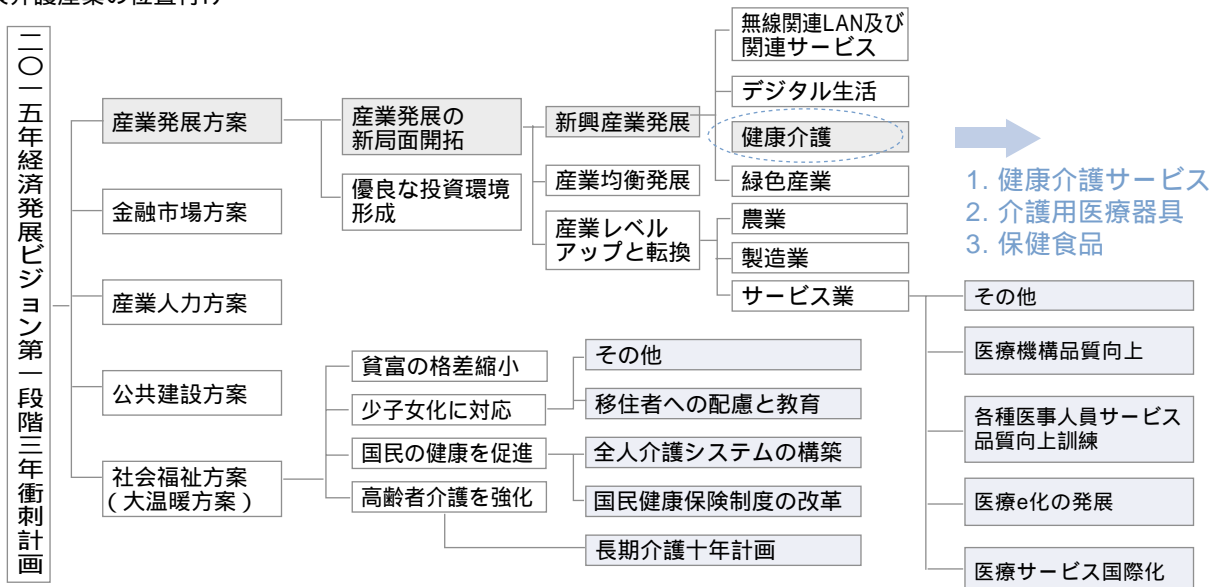 二〇一五年経済発展ビジョン第一段階三年衝刺計画
産業発展方案
金融市場方案
産業人力方案
公共建設方案
社会福祉方案
(大温暖方案)
産業発展の
新局面開拓
優良な投資環境
形成
新興産業発展
産業均衡発展
産業レベル
アップと転換
無線関連LAN及び
関連サービス
デジタル生活
健康介護
緑色産業
農業
製造業
サービス業
1. 健康介護サービス
2. 介護用医療器具
3. 保健食品
貧富の格差縮小
少子女化に対応
国民の健康を促進
高齢者介護を強化
その他
移住者への配慮と教育
全人介護システムの構築
国民健康保険制度の改革
長期介護十年計画
その他
医療機構品質向上
各種医事人員サービス
品質向上訓練
医療e化の発展
医療サービス国際化